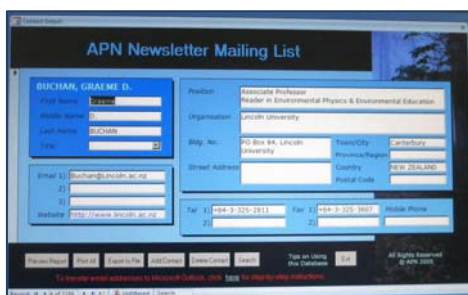 APN Newsletter Mailing List
BUCHAN, GRAEME D.
First Name Graeme
Middle Name D.
Last Name BUCHAN
Title
Email 1) Buchan@Lincoln.ac.nz
2)
3)
Website http://www.lincoln.ac.nz
Position Associate Professor
Reader in Environmental Physics & Environmental Education
Organisation Lincoln University
Bldg. No. PO Box 84, Lincoln
University
Street Address
Town/City Canterbury
Province/Region
Country NEW ZEALAND
Postal Code
Tel 1) +64-3-325-2811 Fax 1) +64-3-325-3607 Mobile Phone
2) 2)
3)
Preview Report Print All Export to File Add Contact Delete Contact Search Tips on Using
this Database Exit
All Rights Reserved
© APN 2005
To transfer email addresses to Microsoft Outlook, click here for step-by-step instructions.
Search